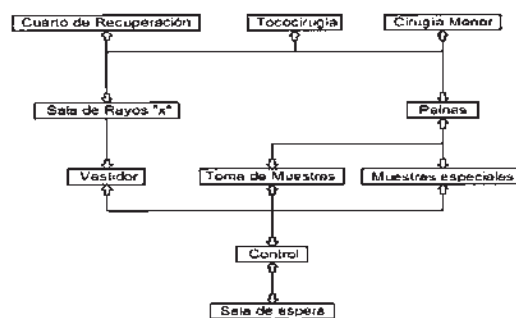 Cuarto de Recuperación
Tococirugía
Cirugía Menor
Sala de Rayos "x"
Peines
Vestidor
Toma de Muestras
Muestras especiales
Control
Sala de espera